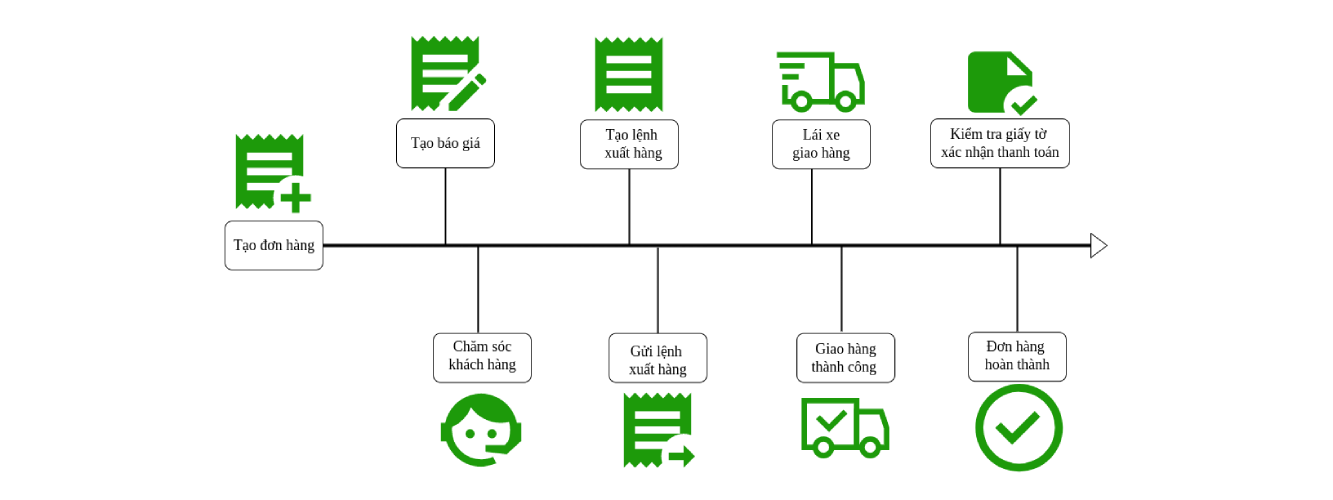 Tạo đơn hàng
Tạo báo giá
Chăm sóc
khách hàng
Tạo lệnh
xuất hàng
Gửi lệnh
xuất hàng
Lái xe
giao hàng
Giao hàng
thành công
Kiểm tra giấy tờ
xác nhận thanh toán
Đơn hàng
hoàn thành